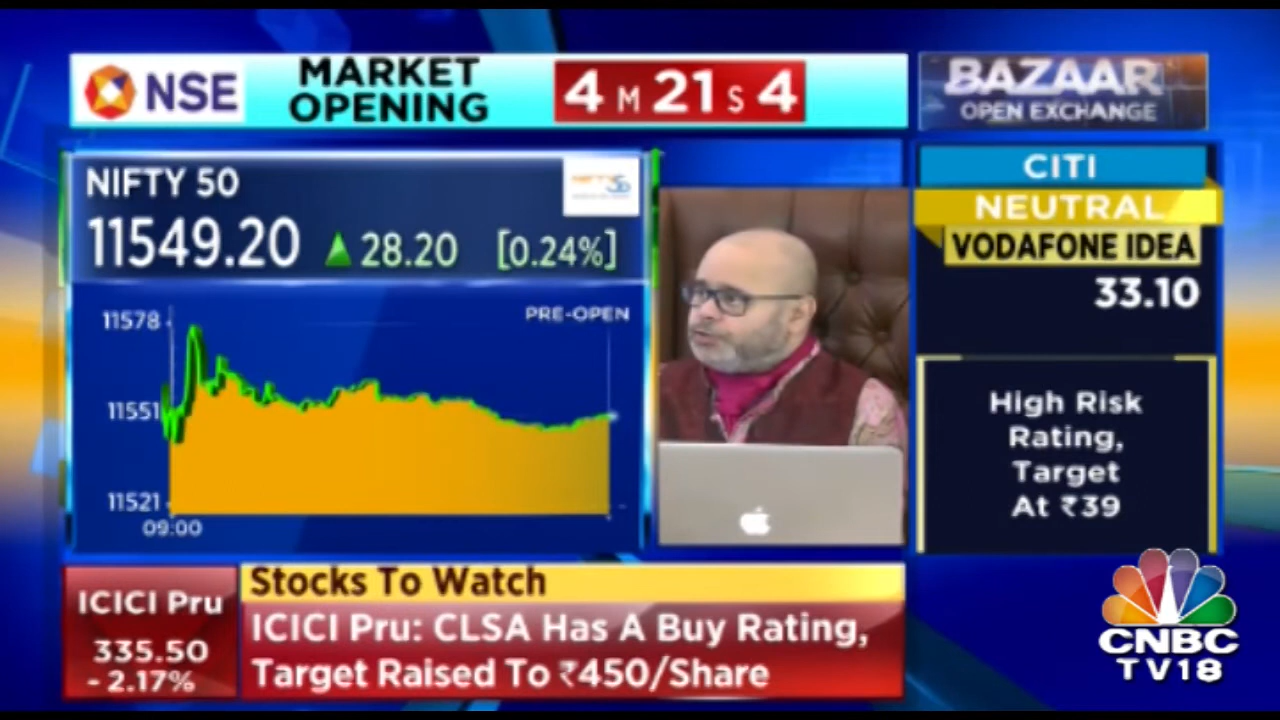 NSE
MARKET
OPENING
4 M 21 S 4
BAZAAR
OPEN EXCHANGE
NIFTY 50
11549.20 ▲ 28.20 [0.24%]
PRE-OPEN
11578
11551
11521
09:00
CITI
NEUTRAL
VODAFONE IDEA
33.10
High Risk
Rating,
Target
At ₹39
ICICI Pru
335.50
- 2.17%
Stocks To Watch
ICICI Pru: CLSA Has A Buy Rating,
Target Raised To ₹450/Share
CNBC
TV18